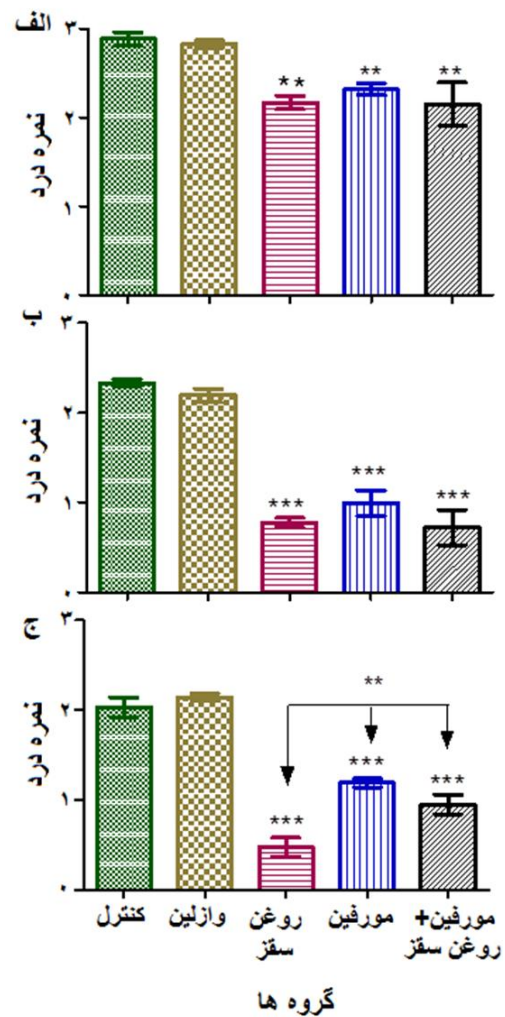 الف
نمره درد
۳
۲
۱
۰
** ** **
ب
نمره درد
۳
۲
۱
۰
*** *** ***
ج
نمره درد
۳
۲
۱
۰
**
*** *** ***
کنترل وازلین روغن سقز مورفین مورفین+ روغن سقز
گروه ها